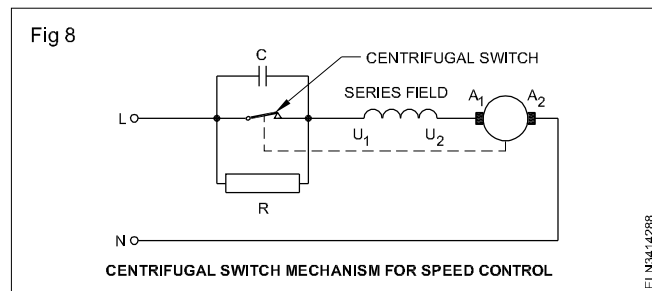 Fig 8
C
CENTRIFUGAL SWITCH
SERIES FIELD
A1 A2
L
U1 U2
R
N
CENTRIFUGAL SWITCH MECHANISM FOR SPEED CONTROL
ELN3414288